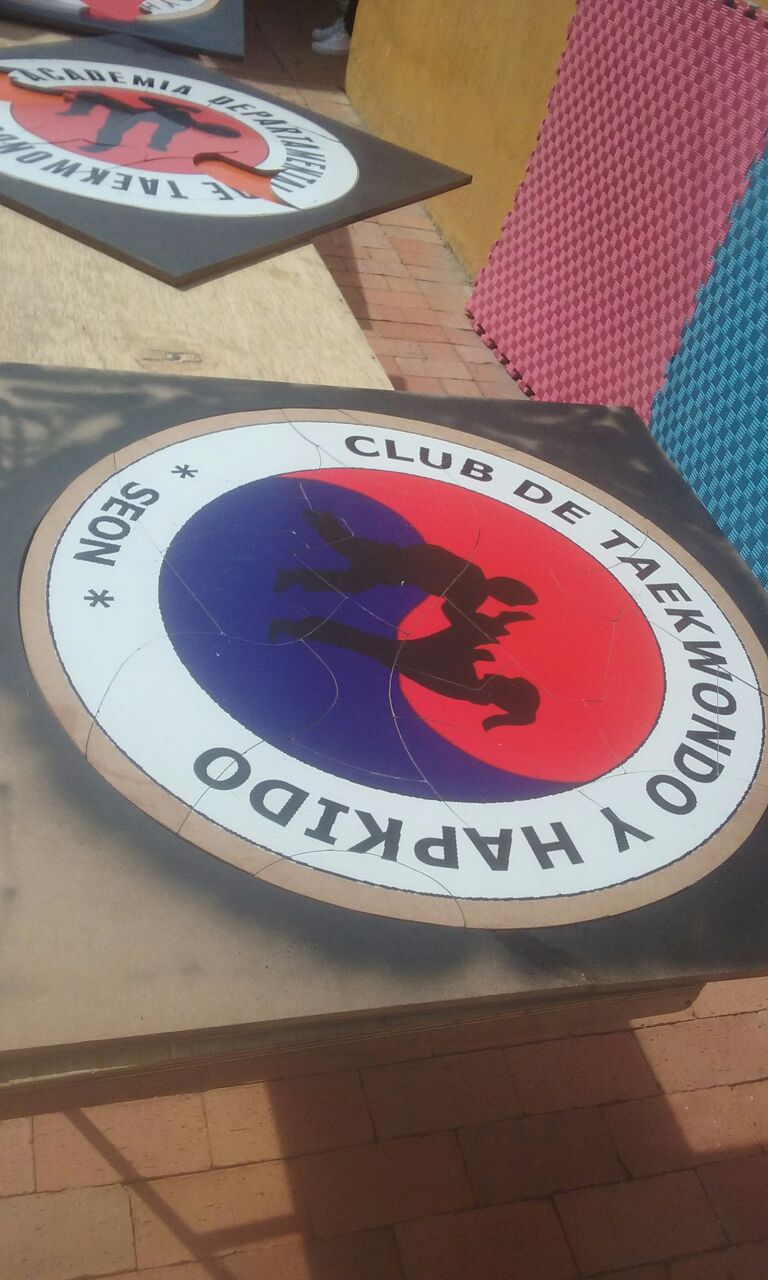 ACADEMIA DEPARTAMENTAL
DE TAEKWONDO
CLUB DE TAEKWONDO Y HAPKIDO
* SEON *